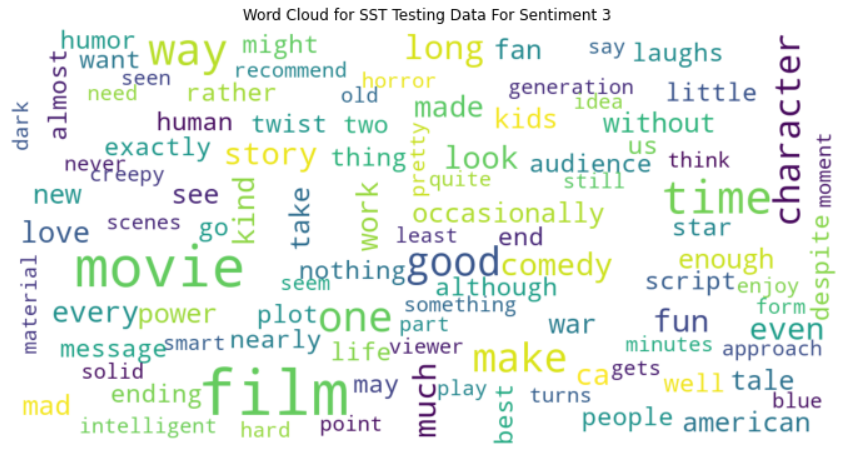 Word Cloud for SST Testing Data For Sentiment 3
humor
way
might
long
fan
say
laughs
character
want
almost
seen
recommend
horror
generation
little
need
rather
old
made
idea
dark
human
twist
two
kids
without
exactly
story
thing
pretty
look
audience
us
think
moment
never
creepy
quite
still
new
see
kind
take
work
occasionally
time
love
scenes
go
least
end
star
despite
movie
nothing
good
comedy
enough
material
seem
although
script
enjoy
every
power
plot
one
something
part
war
fun
form
even
message
smart
nearly
life
viewer
make
minutes
approach
solid
ending
film
may
much
play
ca
gets
well
tale
mad
best
turns
blue
intelligent
hard
point
people
american